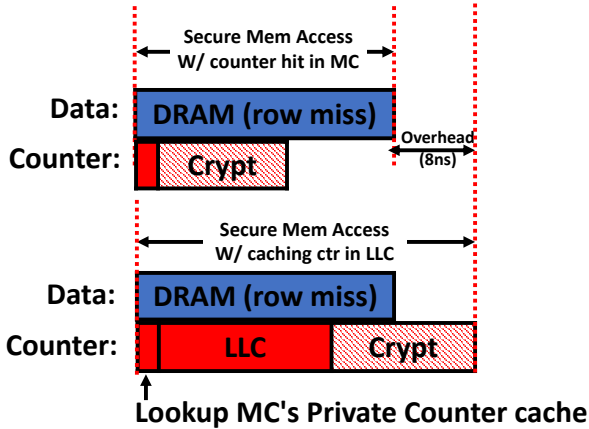 Secure Mem Access
W/ counter hit in MC
Data: DRAM (row miss)
Overhead
(8ns)
Counter: Crypt
Secure Mem Access
W/ caching ctr in LLC
Data: DRAM (row miss)
Counter: LLC Crypt
Lookup MC's Private Counter cache